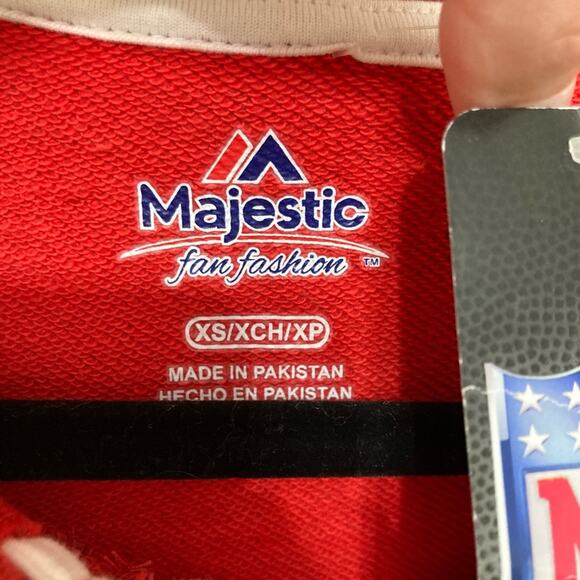 Majestic
fan fashion ™
XS/XCH/XP
MADE IN PAKISTAN
HECHO EN PAKISTAN